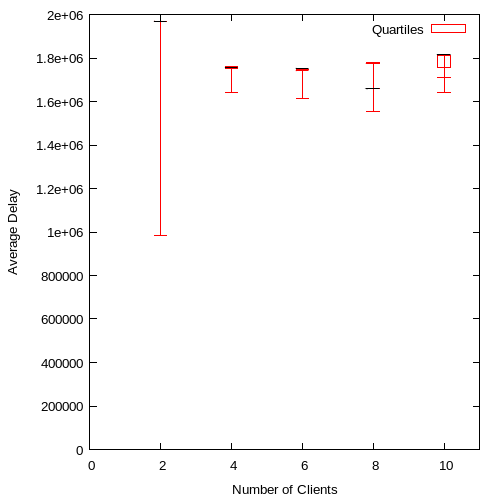 2e+06
Quartiles
1.8e+06
1.6e+06
1.4e+06
1.2e+06
1e+06
800000
600000
400000
200000
0
0 2 4 6 8 10
Average Delay
Number of Clients